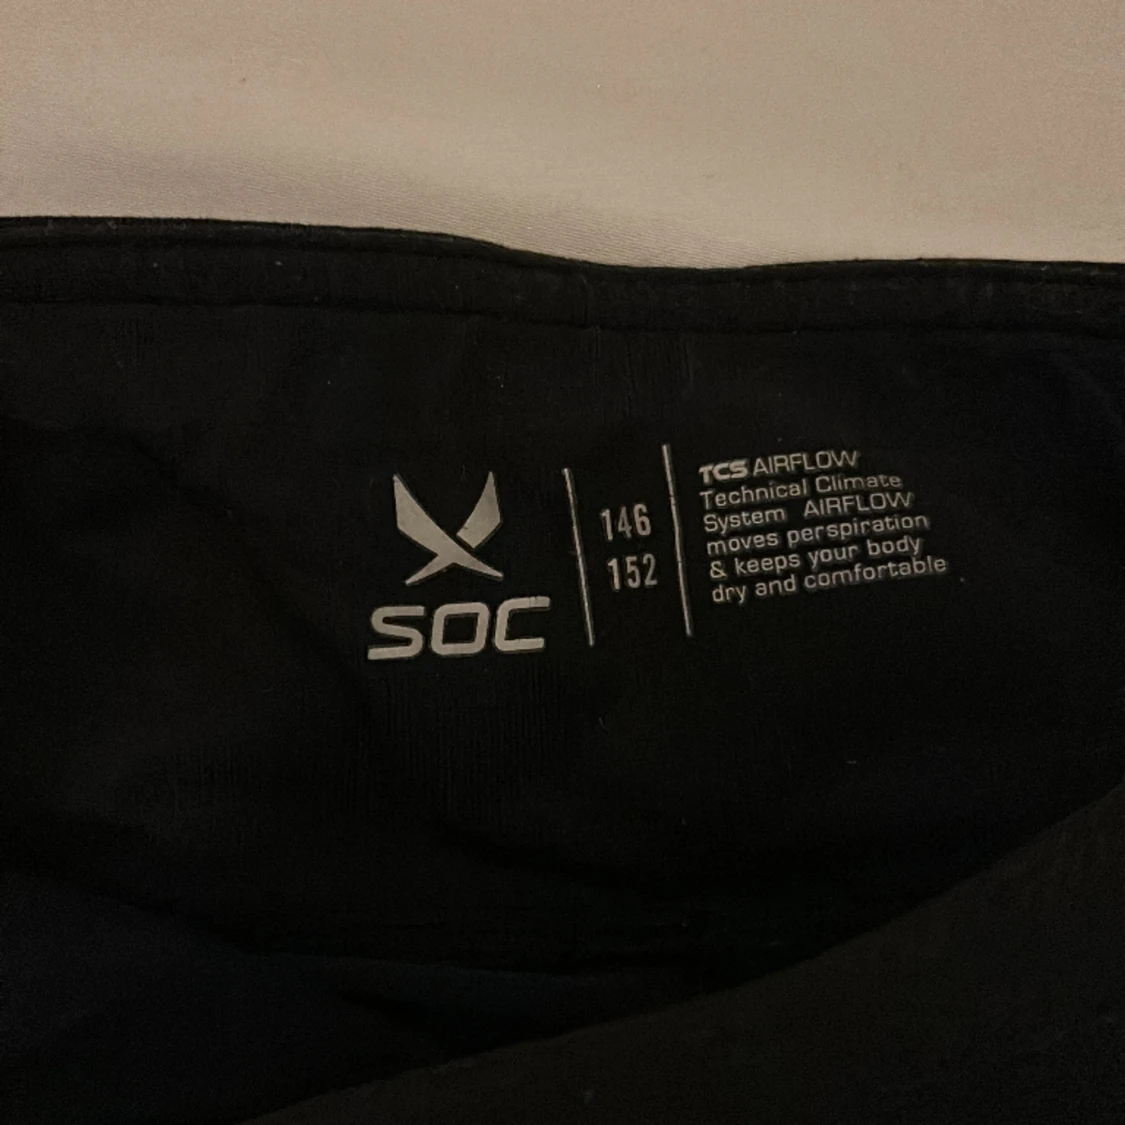 SOC
146
152
TCS AIRFLOW
Technical Climate
System AIRFLOW
moves perspiration
& keeps your body
dry and comfortable